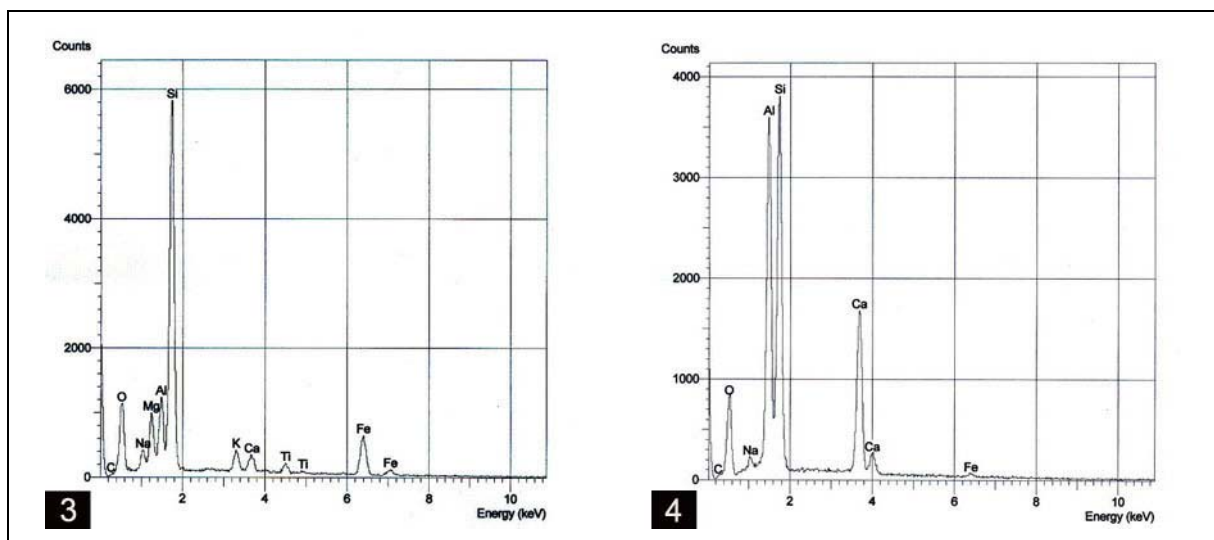 Counts
6000
Si
4000
2000
O
Na
Mg
Al
C
K
Ca
Ti
Ti
Fe
Fe
0
2
4
6
8
10
Energy (keV)
3
Counts
4000
Si
Al
3000
2000
Ca
1000
O
C
Na
Ca
Fe
0
2
4
6
8
10
Energy (keV)
4